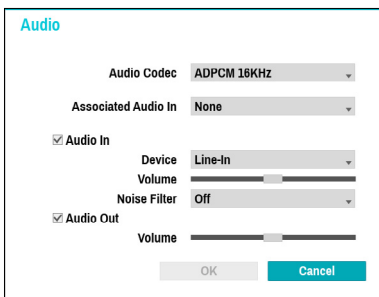 Audio
Audio Codec ADPCM 16KHz
Associated Audio In None
Audio In
Device Line-In
Volume
Noise Filter Off
Audio Out
Volume
OK Cancel